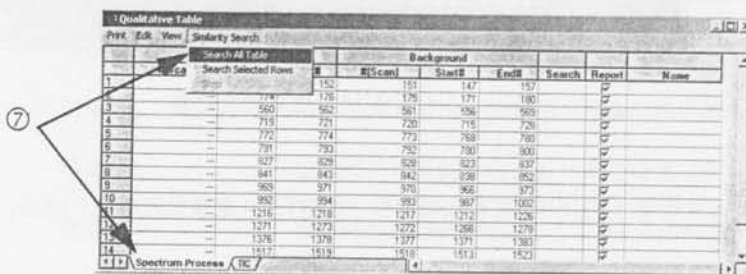 Qualitative Table
Print Edit View Similarity Search
Search All Table
Background
Search Selected Rows # #(Scan) Start# End# Search Report Name
1 152 151 147 157
174 176 175 171 180
3 560 562 561 556 569
4 719 721 720 715 728
5 772 774 773 768 780
6 791 793 792 780 800
⑦
7 827 829 828 823 837
8 841 843 842 838 852
9 969 971 970 966 973
10 992 994 993 987 1002
11 1216 1218 1217 1212 1226
12 1271 1273 1272 1266 1279
13 1376 1378 1377 1371 1383
14 1517 1519 1518 1513 1523
Spectrum Process TIC